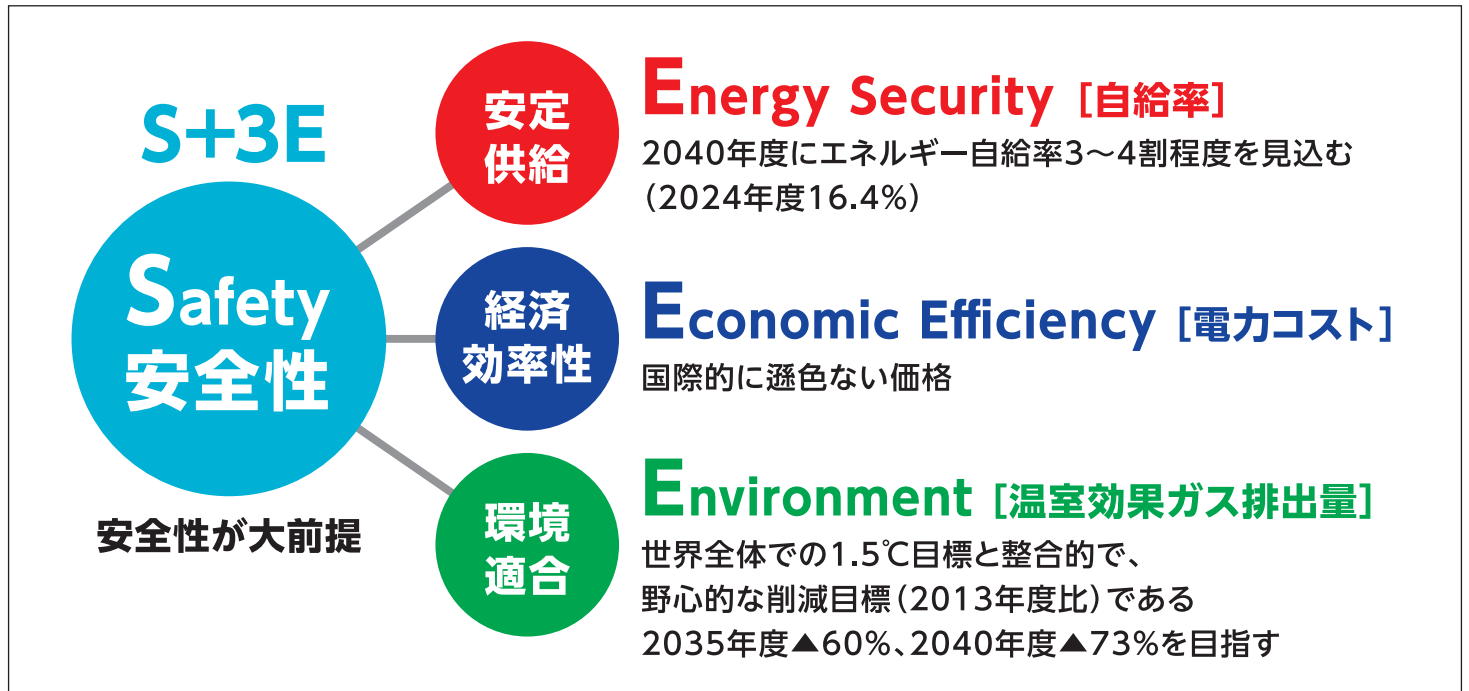 S+3E
Safety
安全性
安全性が大前提
安定
供給
Energy Security [自給率]
2040年度にエネルギー自給率3～4割程度を見込む
（2024年度16.4%）
経済
効率性
Economic Efficiency [電力コスト]
国際的に遜色ない価格
環境
適合
Environment [温室効果ガス排出量]
世界全体での1.5℃目標と整合的で、
野心的な削減目標（2013年度比）である
2035年度▲60%、2040年度▲73%を目指す